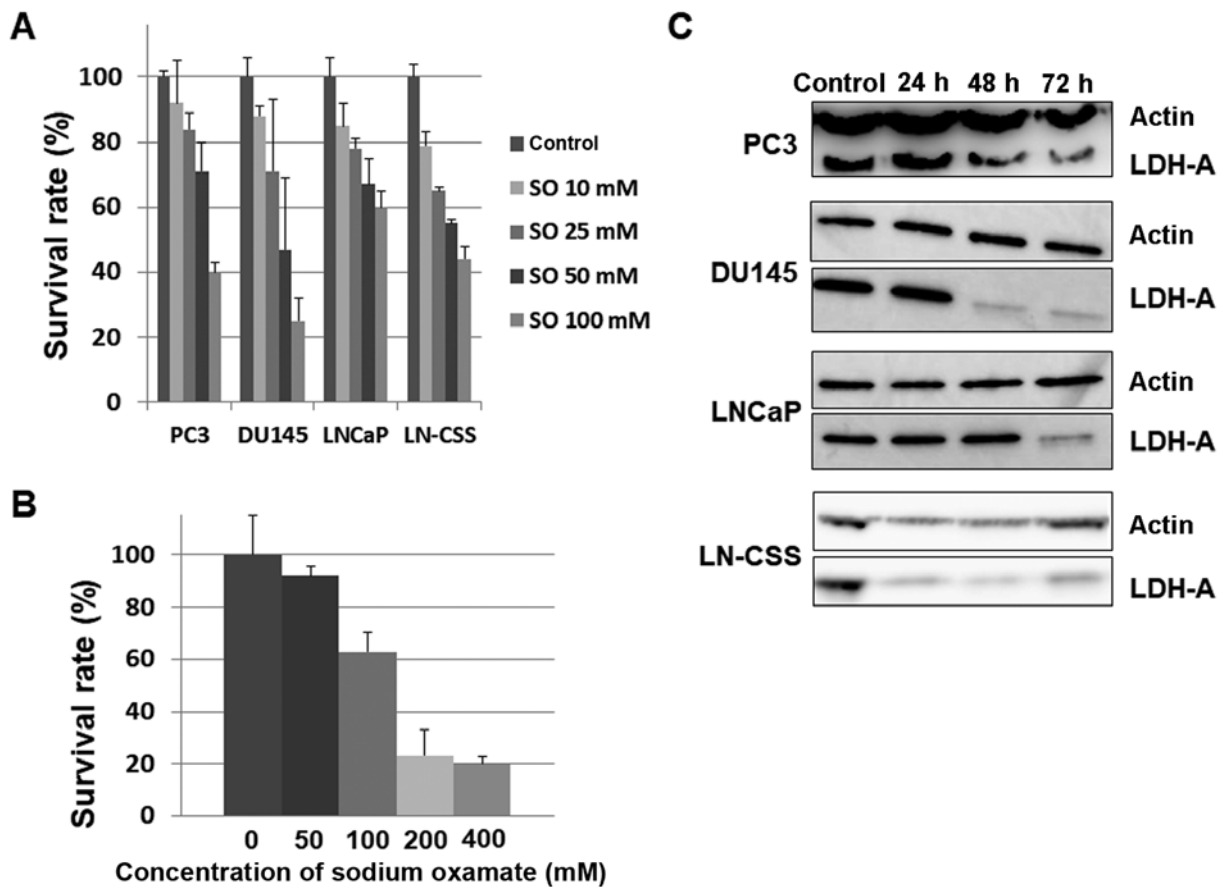 A
Survival rate (%)
100
80
60
40
20
0
PC3 DU145 LNCaP LN-CSS
Control
SO 10 mM
SO 25 mM
SO 50 mM
SO 100 mM
B
Survival rate (%)
100
80
60
40
20
0
0 50 100 200 400
Concentration of sodium oxamate (mM)
C
Control 24 h 48 h 72 h
PC3
Actin
LDH-A
DU145
Actin
LDH-A
LNCaP
Actin
LDH-A
LN-CSS
Actin
LDH-A